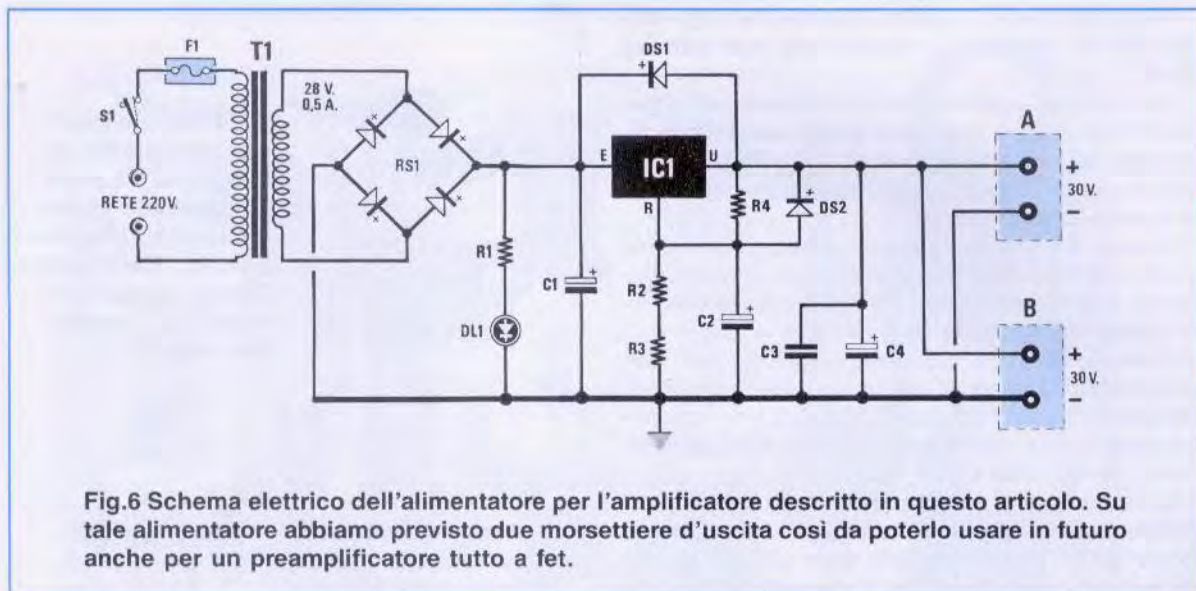 F1
T1
S1
28 V.
0,5 A.
RETE 220V.
RS1
R1
DL1
DS1
E
IC1
U
R
C1
+
R4
DS2
R2
R3
C2
+
C3
C4
+
A
+
30 V.
–
B
+
30 V.
–
Fig.6 Schema elettrico dell'alimentatore per l'amplificatore descritto in questo articolo. Su
tale alimentatore abbiamo previsto due morsettiere d'uscita così da poterlo usare in futuro
anche per un preamplificatore tutto a fet.